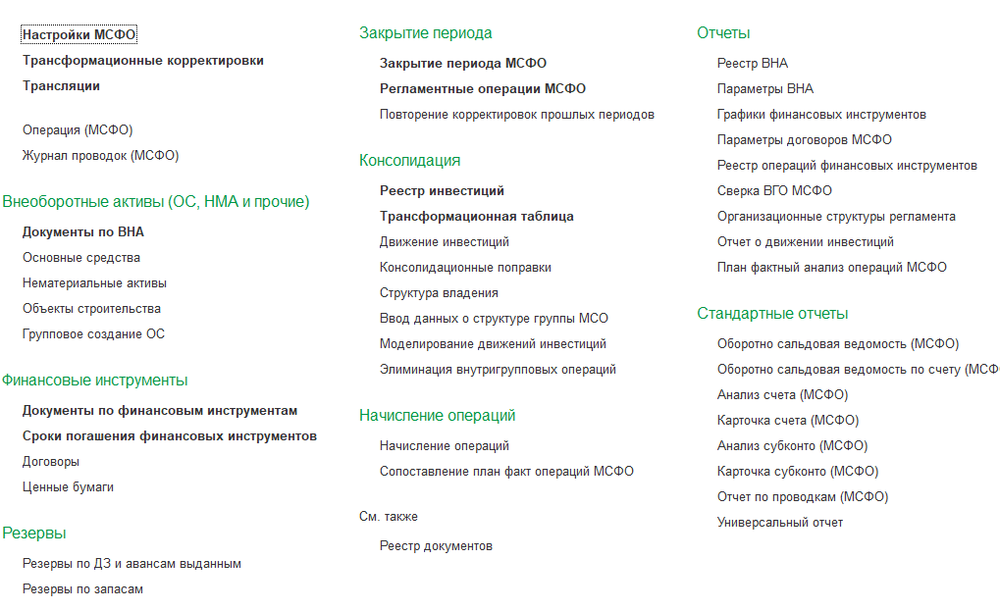 Настройки МСФО
Трансформационные корректировки
Трансляции
Операция (МСФО)
Журнал проводок (МСФО)
Внеоборотные активы (ОС, НМА и прочие)
Документы по ВНА
Основные средства
Нематериальные активы
Объекты строительства
Групповое создание ОС
Финансовые инструменты
Документы по финансовым инструментам
Сроки погашения финансовых инструментов
Договоры
Ценные бумаги
Резервы
Резервы по ДЗ и авансам выданным
Резервы по запасам
Закрытие периода
Закрытие периода МСФО
Регламентные операции МСФО
Повторение корректировок прошлых периодов
Консолидация
Реестр инвестиций
Трансформационная таблица
Движение инвестиций
Консолидационные поправки
Структура владения
Ввод данных о структуре группы МСО
Моделирование движений инвестиций
Элиминация внутригрупповых операций
Начисление операций
Начисление операций
Сопоставление план факт операций МСФО
См. также
Реестр документов
Отчеты
Реестр ВНА
Параметры ВНА
Графики финансовых инструментов
Параметры договоров МСФО
Реестр операций финансовых инструментов
Сверка ВГО МСФО
Организационные структуры регламента
Отчет о движении инвестиций
План фактный анализ операций МСФО
Стандартные отчеты
Оборотно сальдовая ведомость (МСФО)
Оборотно сальдовая ведомость по счету (МСФ
Анализ счета (МСФО)
Карточка счета (МСФО)
Анализ субконто (МСФО)
Карточка субконто (МСФО)
Отчет по проводкам (МСФО)
Универсальный отчет